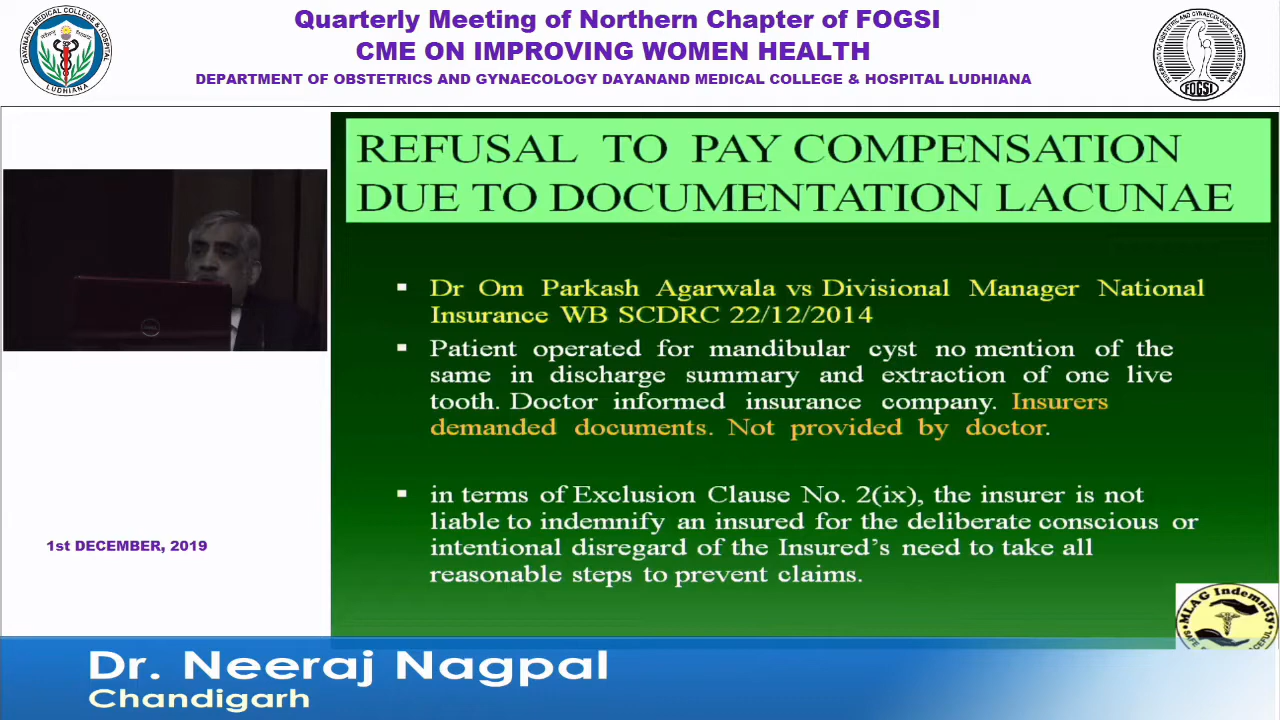 Quarterly Meeting of Northern Chapter of FOGSI
CME ON IMPROVING WOMEN HEALTH
DEPARTMENT OF OBSTETRICS AND GYNAECOLOGY DAYANAND MEDICAL COLLEGE & HOSPITAL LUDHIANA
DAYANAND MEDICAL COLLEGE & HOSPITAL
LUDHIANA
FOGSI
REFUSAL TO PAY COMPENSATION
DUE TO DOCUMENTATION LACUNAE
Dr Om Parkash Agarwala vs Divisional Manager National
Insurance WB SCDRC 22/12/2014
Patient operated for mandibular cyst no mention of the
same in discharge summary and extraction of one live
tooth. Doctor informed insurance company. Insurers
demanded documents. Not provided by doctor.
in terms of Exclusion Clause No. 2(ix), the insurer is not
liable to indemnify an insured for the deliberate conscious or
intentional disregard of the Insured's need to take all
reasonable steps to prevent claims.
1st DECEMBER, 2019
MLAG Indemnity
Dr. Neeraj Nagpal
Chandigarh